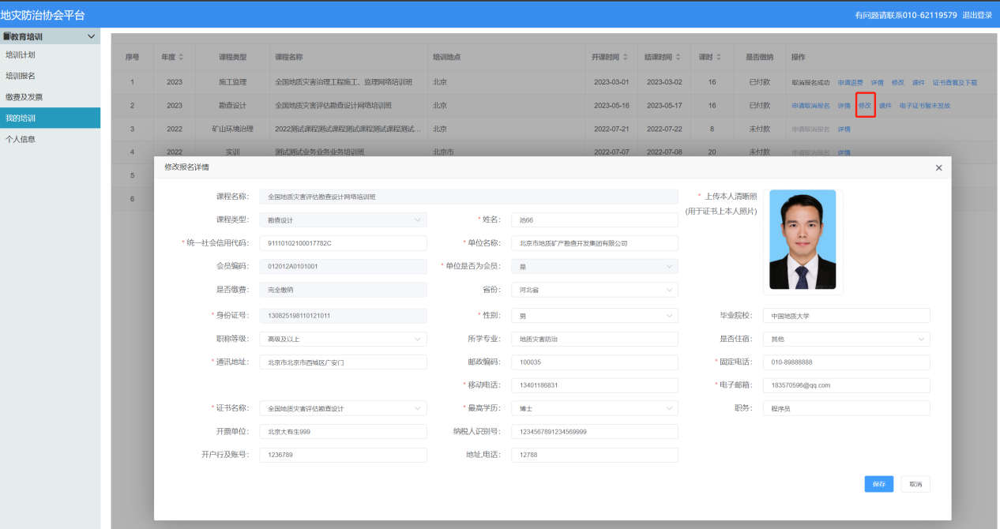 地灾防治协会平台
有问题请联系010-62119579 退出登录
教育培训
培训计划
培训报名
缴费及发票
我的培训
个人信息
序号 年度 课程类型 课程名称 培训地点 开课时间 结课时间 课时 是否缴纳 操作
1 2023 施工监理 全国地质灾害治理工程施工、监理网络培训班 北京 2023-03-01 2023-03-02 16 已付款 取消报名成功 申请退费 详情 修改 课件 证书查看及下载
2 2023 勘查设计 全国地质灾害评估勘查设计网络培训班 北京 2023-05-16 2023-05-17 16 已付款 申请取消报名 详情 修改 课件 电子证书暂未发放
3 2022 矿山环境治理 2022测试课程测试课程测试课程测试课程测试... 北京 2022-07-21 2022-07-22 8 未付款 申请取消报名 详情
4 2022 实训 测试测试业务业务业务培训班 北京市 2022-07-07 2022-07-08 20 未付款 申请取消报名 详情
5
6
修改报名详情
课程名称: 全国地质灾害评估勘查设计网络培训班
* 上传本人清晰照
(用于证书上本人照片)
课程类型: 勘查设计 * 姓名: 池66
* 统一社会信用代码: 91110102100017782C * 单位名称: 北京市地质矿产勘查开发集团有限公司
会员编码: 012012A0101001 * 单位是否为会员: 是
是否缴费: 完全缴纳 省份: 河北省
* 身份证号: 130825198110121011 * 性别: 男 毕业院校: 中国地质大学
职称等级: 高级及以上 所学专业: 地质灾害防治 是否住宿: 其他
* 通讯地址: 北京市北京市西城区广安门 邮政编码: 100035 * 固定电话: 010-89888888
* 移动电话: 13401186831 * 电子邮箱: 183570596@qq.com
* 证书名称: 全国地质灾害评估勘查设计 * 最高学历: 博士 职务: 程序员
开票单位: 北京大有生999 纳税人识别号: 1234567891234569999
开户行及账号: 1236789 地址,电话: 12788
保存 取消